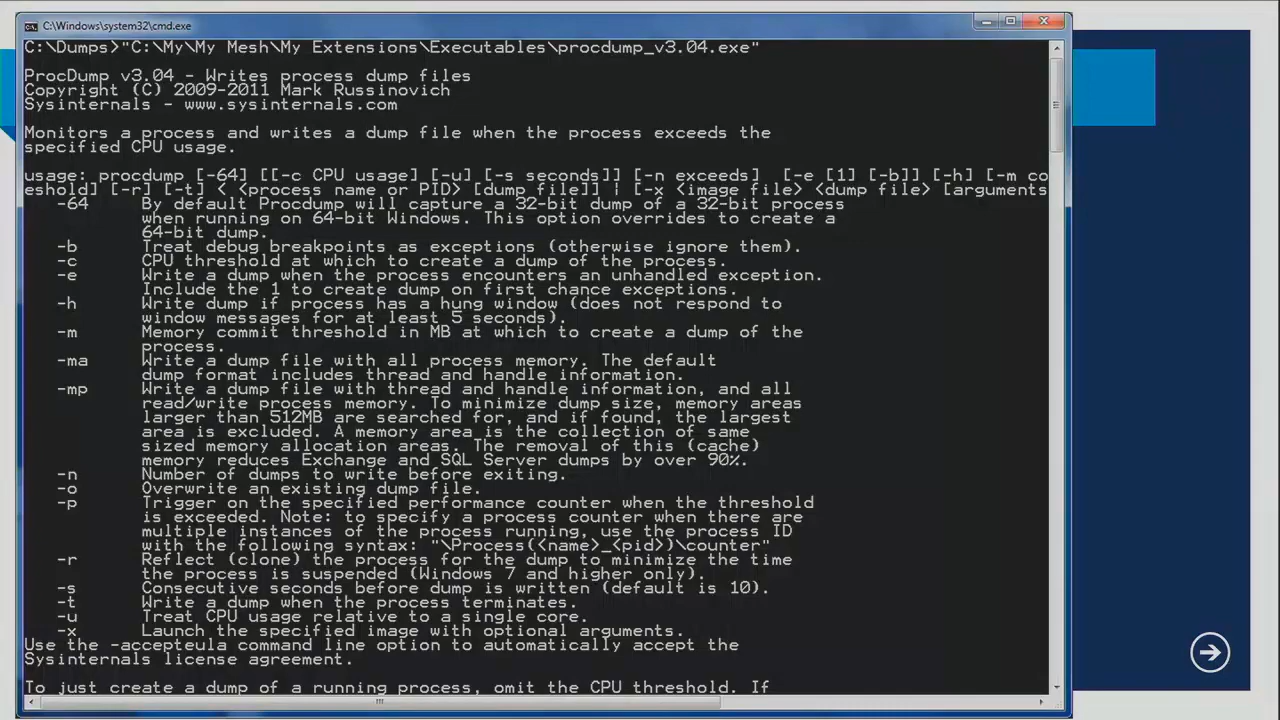 C:\Windows\system32\cmd.exe
C:\Dumps>"C:\My\My Mesh\My Extensions\Executables\procdump_v3.04.exe"
ProcDump v3.04 - Writes process dump files
Copyright (C) 2009-2011 Mark Russinovich
Sysinternals - www.sysinternals.com
Monitors a process and writes a dump file when the process exceeds the
specified CPU usage.
usage: procdump [-64] [[-c CPU usage] [-u] [-s seconds]] [-n exceeds]  [-e [1] [-b]] [-h] [-m co
eshold] [-r] [-t] < <process name or PID> [dump file]] | [-x <image file> <dump file> [arguments
-64 By default Procdump will capture a 32-bit dump of a 32-bit process
when running on 64-bit Windows. This option overrides to create a
64-bit dump.
-b Treat debug breakpoints as exceptions (otherwise ignore them).
-c CPU threshold at which to create a dump of the process.
-e Write a dump when the process encounters an unhandled exception.
Include the 1 to create dump on first chance exceptions.
-h Write dump if process has a hung window (does not respond to
window messages for at least 5 seconds).
-m Memory commit threshold in MB at which to create a dump of the
process.
-ma Write a dump file with all process memory. The default
dump format includes thread and handle information.
-mp Write a dump file with thread and handle information, and all
read/write process memory. To minimize dump size, memory areas
larger than 512MB are searched for, and if found, the largest
area is excluded. A memory area is the collection of same
sized memory allocation areas. The removal of this (cache)
memory reduces Exchange and SQL Server dumps by over 90%.
-n Number of dumps to write before exiting.
-o Overwrite an existing dump file.
-p Trigger on the specified performance counter when the threshold
is exceeded. Note: to specify a process counter when there are
multiple instances of the process running, use the process ID
with the following syntax: "\Process(<name>_<pid>)\counter"
-r Reflect (clone) the process for the dump to minimize the time
the process is suspended (Windows 7 and higher only).
-s Consecutive seconds before dump is written (default is 10).
-t Write a dump when the process terminates.
-u Treat CPU usage relative to a single core.
-x Launch the specified image with optional arguments.
Use the -accepteula command line option to automatically accept the
Sysinternals license agreement.
To just create a dump of a running process, omit the CPU threshold. If